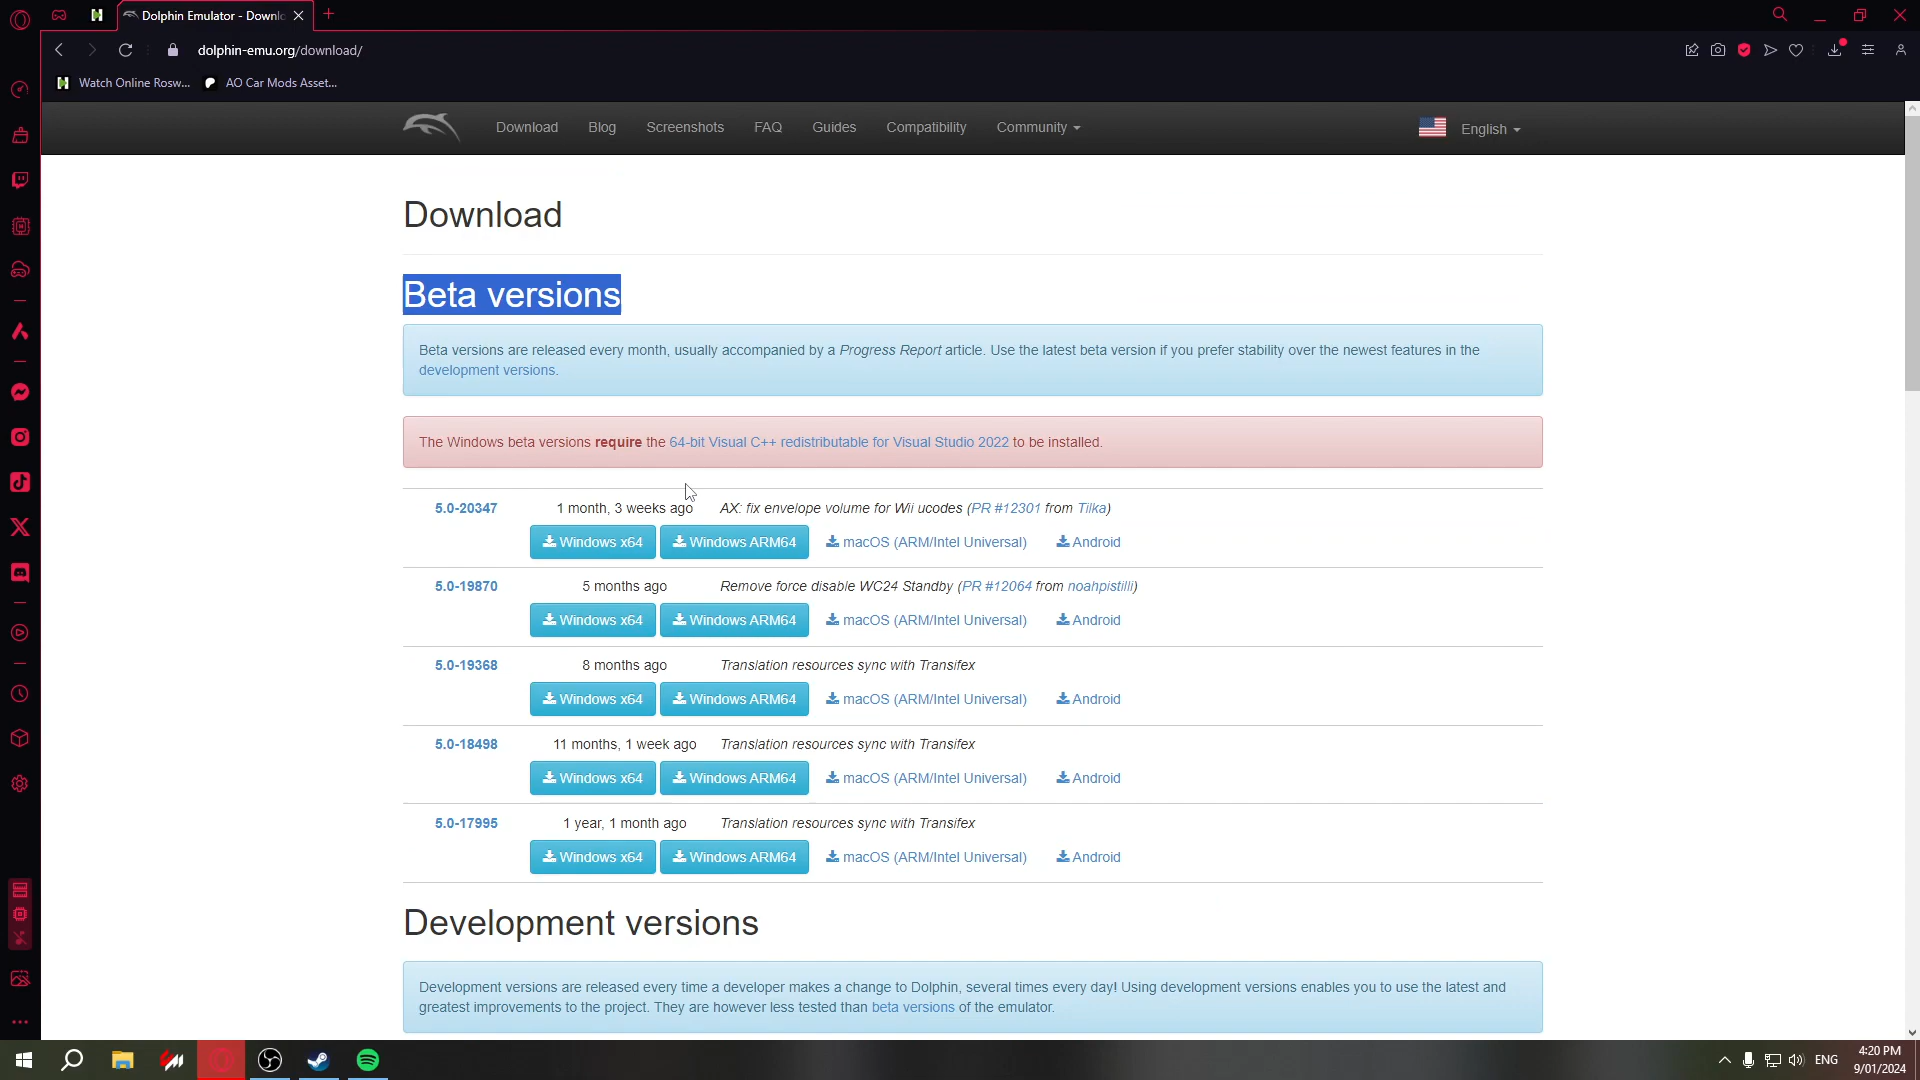 Dolphin Emulator - Downlo
dolphin-emu.org/download/
Watch Online Rosw...
AO Car Mods Asset...
Download
Blog
Screenshots
FAQ
Guides
Compatibility
Community
English
Download
Beta versions
Beta versions are released every month, usually accompanied by a Progress Report article. Use the latest beta version if you prefer stability over the newest features in the
development versions.
The Windows beta versions require the 64-bit Visual C++ redistributable for Visual Studio 2022 to be installed.
5.0-20347 1 month, 3 weeks ago AX: fix envelope volume for Wii ucodes (PR #12301 from Tilka)
Windows x64 Windows ARM64 macOS (ARM/Intel Universal) Android
5.0-19870 5 months ago Remove force disable WC24 Standby (PR #12064 from noahpistilli)
Windows x64 Windows ARM64 macOS (ARM/Intel Universal) Android
5.0-19368 8 months ago Translation resources sync with Transifex
Windows x64 Windows ARM64 macOS (ARM/Intel Universal) Android
5.0-18498 11 months, 1 week ago Translation resources sync with Transifex
Windows x64 Windows ARM64 macOS (ARM/Intel Universal) Android
5.0-17995 1 year, 1 month ago Translation resources sync with Transifex
Windows x64 Windows ARM64 macOS (ARM/Intel Universal) Android
Development versions
Development versions are released every time a developer makes a change to Dolphin, several times every day! Using development versions enables you to use the latest and
greatest improvements to the project. They are however less tested than beta versions of the emulator.
ENG
4:20 PM
9/01/2024